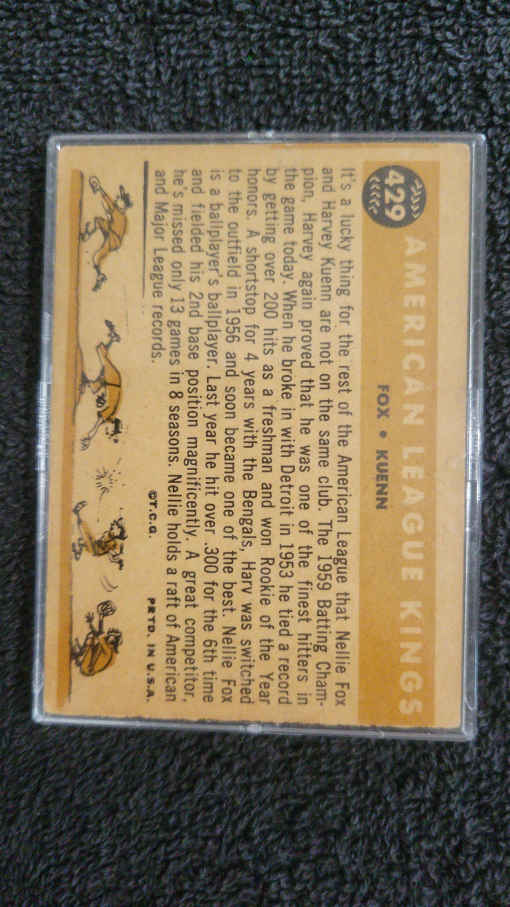 429
AMERICAN LEAGUE KINGS
FOX • KUENN
It's a lucky thing for the rest of the American League that Nellie Fox
and Harvey Kuenn are not on the same club. The 1959 Batting Cham-
pion, Harvey again proved that he was one of the finest hitters in
the game today. When he broke in with Detroit in 1953 he tied a record
by getting over 200 hits as a freshman and won Rookie of the Year
honors. A shortstop for 4 years with the Bengals, Harv was switched
to the outfield in 1956 and soon became one of the best. Nellie Fox
is a ballplayer's ballplayer. Last year he hit over .300 for the 6th time
and fielded his 2nd base position magnificently. A great competitor,
he's missed only 13 games in 8 seasons. Nellie holds a raft of American
and Major League records.
©T.C.G. PRTD. IN U.S.A.